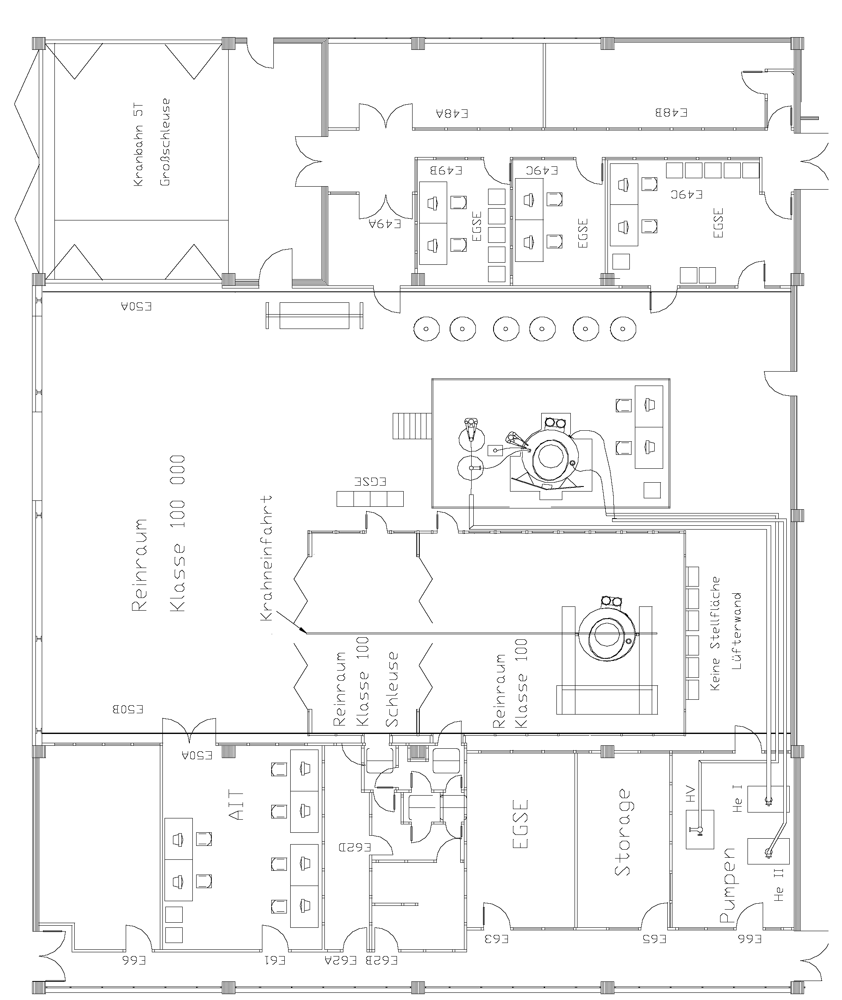 Kranbahn 5T
Großschleuse
E48A
E48B
E49B
E49C
E49C
E49A
EGSE
EGSE
EGSE
E50A
Reinraum
Klasse 100 000
EGSE
Krahneinfahrt
Reinraum
Klasse 100
Schleuse
Reinraum
Klasse 100
Keine Stellfläche
Lüfterwand
E50B
E50A
AIT
E62D
EGSE
Storage
HV
He I
Pumpen
He II
E66
E61
E62A
E62B
E63
E65
E66